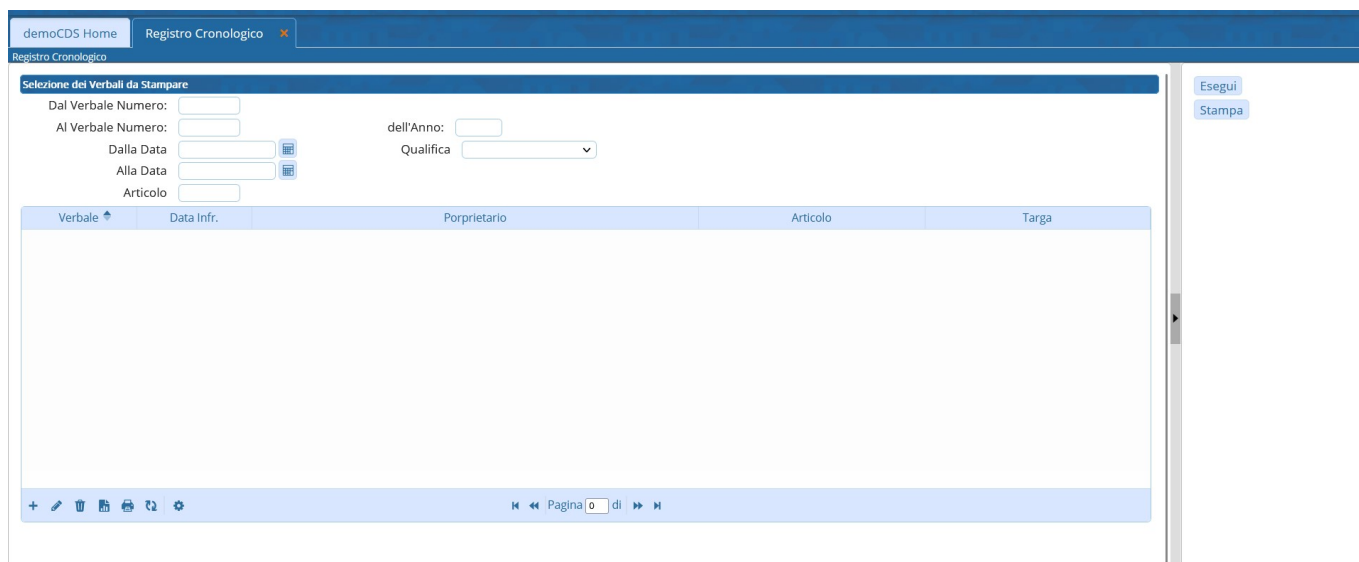 demoCDS Home Registro Cronologico
Registro Cronologico
Selezione dei Verbali da Stampare
Dal Verbale Numero:
Al Verbale Numero: dell'Anno:
Dalla Data Qualifica
Alla Data
Articolo
Verbale Data Infr. Porprietario Articolo Targa
Pagina 0 di
Esegui
Stampa